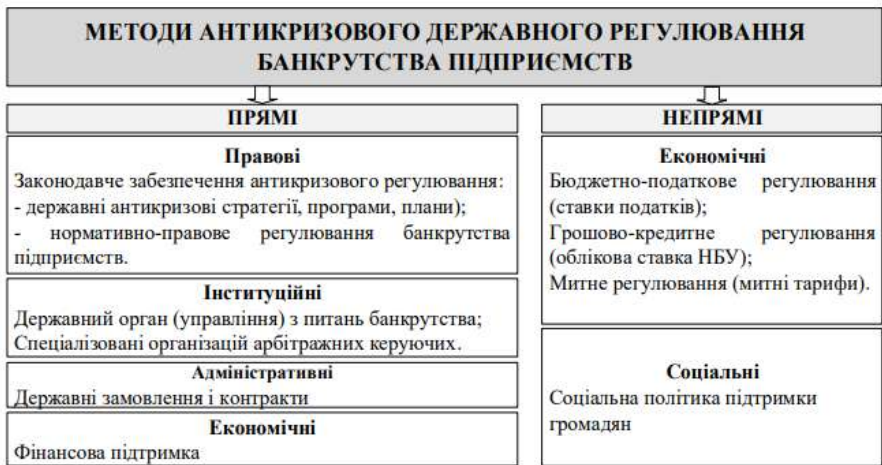 МЕТОДИ АНТИКРИЗОВОГО ДЕРЖАВНОГО РЕГУЛЮВАННЯ
БАНКРУТСТВА ПІДПРИЄМСТВ
ПРЯМІ
Правові
Законодавче забезпечення антикризового регулювання:
- державні антикризові стратегії, програми, плани);
- нормативно-правове регулювання банкрутства
підприємств.
Інституційні
Державний орган (управління) з питань банкрутства;
Спеціалізовані організацій арбітражних керуючих.
Адміністративні
Державні замовлення і контракти
Економічні
Фінансова підтримка
НЕПРЯМІ
Економічні
Бюджетно-податкове регулювання
(ставки податків);
Грошово-кредитне регулювання
(облікова ставка НБУ);
Митне регулювання (митні тарифи).
Соціальні
Соціальна політика підтримки
громадян